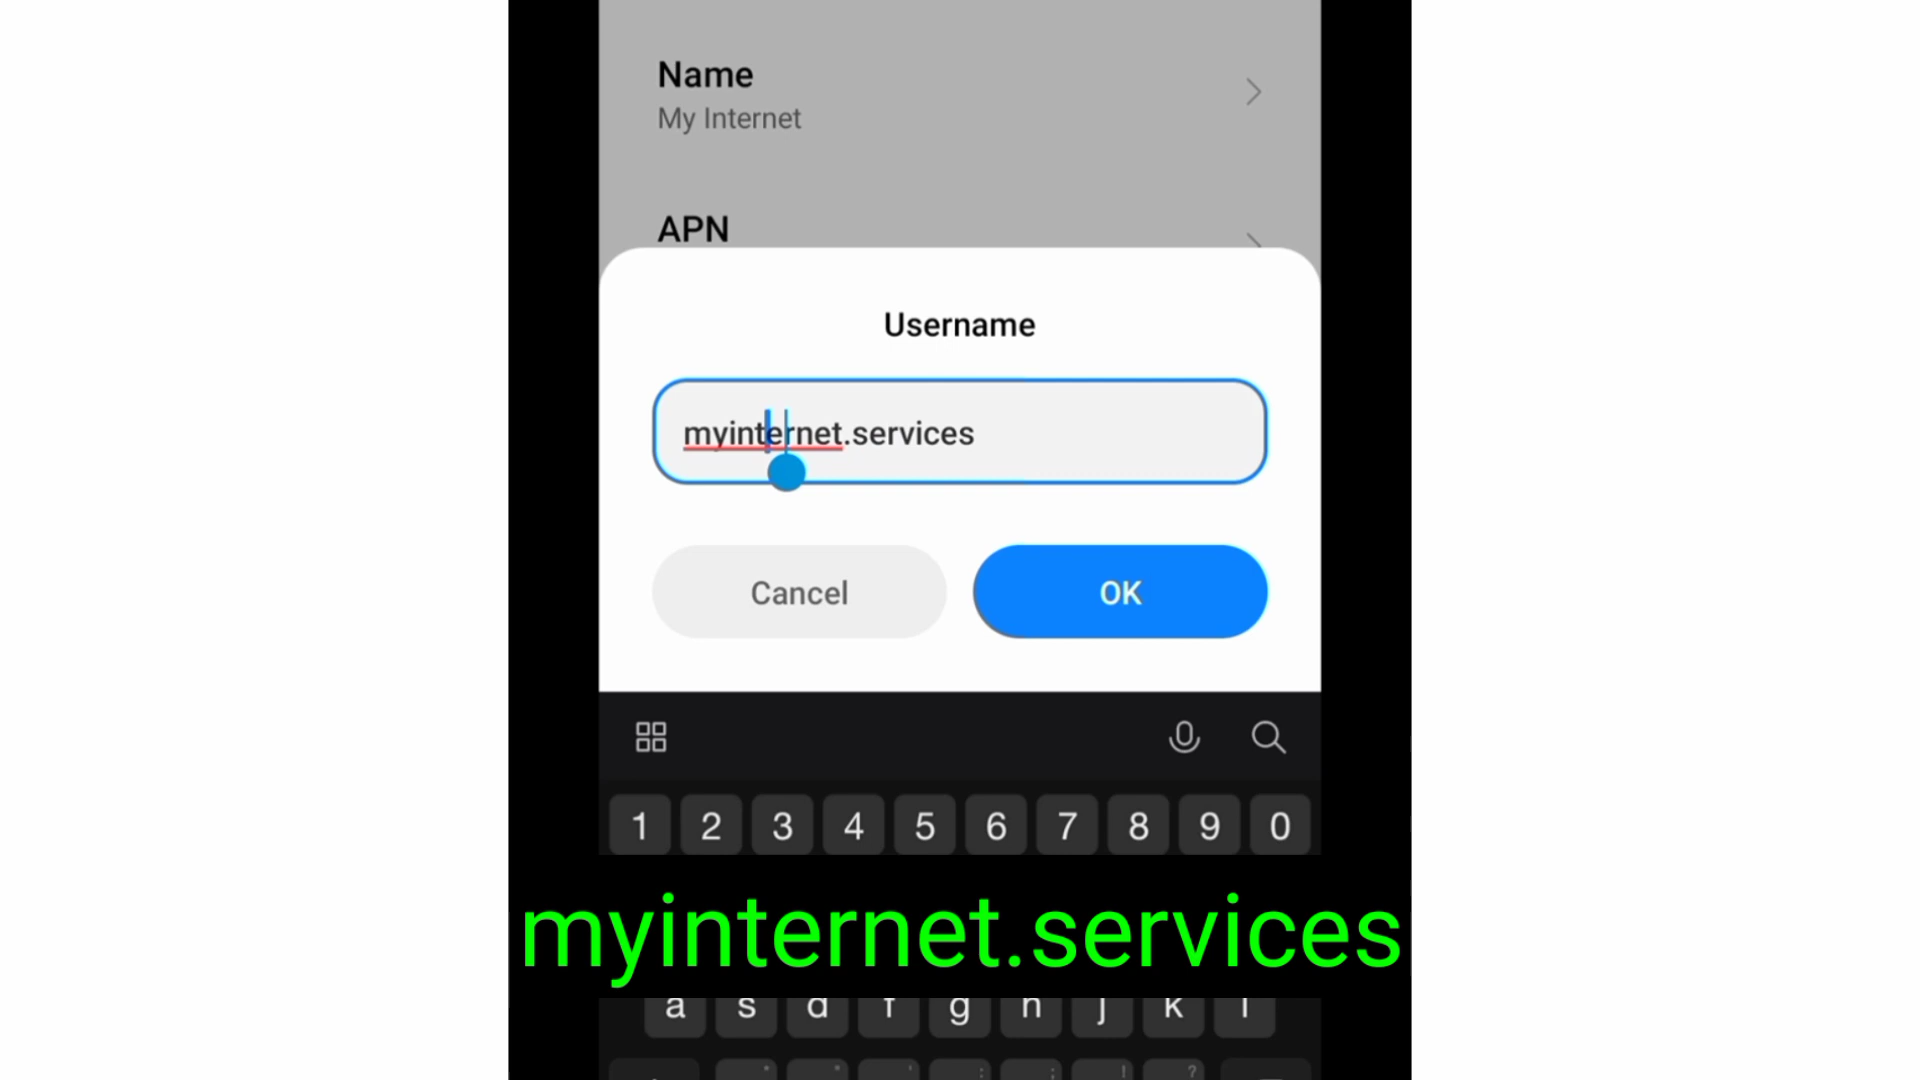 Name
My Internet
APN
Username
myinternet.services
Cancel
OK
1 2 3 4 5 6 7 8 9 0
myinternet.services
a s d f g h j k l